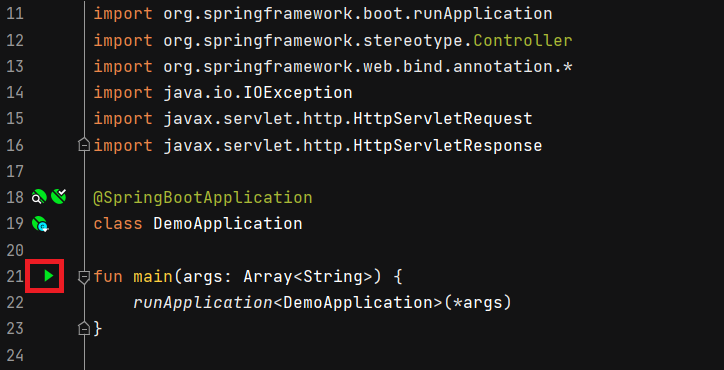 11 import org.springframework.boot.runApplication
12 import org.springframework.stereotype.Controller
13 import org.springframework.web.bind.annotation.*
14 import java.io.IOException
15 import javax.servlet.http.HttpServletRequest
16 import javax.servlet.http.HttpServletResponse
17
18 @SpringBootApplication
19 class DemoApplication
20
21 fun main(args: Array<String>) {
22 runApplication<DemoApplication>(*args)
23 }
24